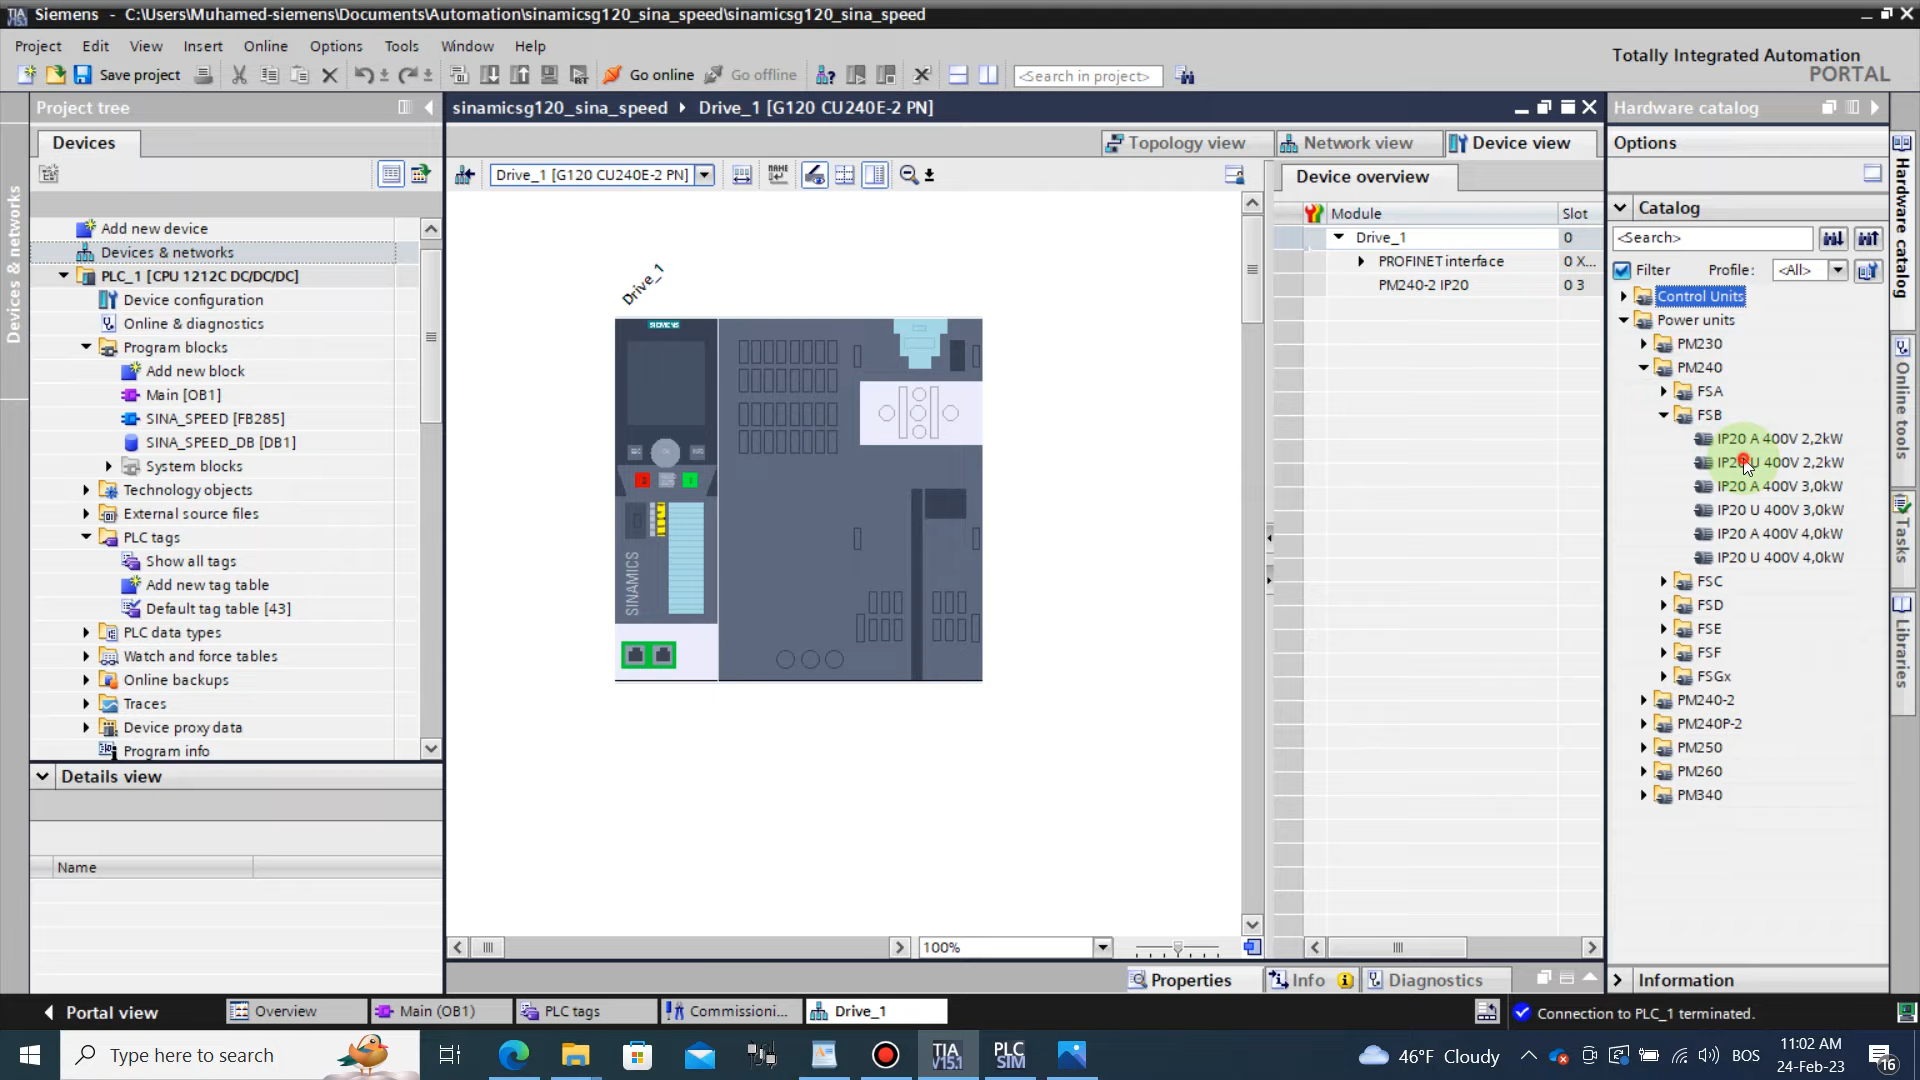 Siemens - C:\Users\Muhamed-siemens\Documents\Automation\sinamicsg120_sina_speed\sinamicsg120_sina_speed
Project Edit View Insert Online Options Tools Window Help
Totally Integrated Automation
PORTAL
Save project
Go online
Go offline
<Search in project>
Project tree
sinamicsg120_sina_speed
Drive_1 [G120 CU240E-2 PN]
Hardware catalog
Devices
Topology view
Network view
Device view
Options
Drive_1 [G120 CU240E-2 PN]
NAME
Device overview
Devices & networks
Add new device
Devices & networks
PLC_1 [CPU 1212C DC/DC/DC]
Device configuration
Online & diagnostics
Program blocks
Add new block
Main [OB1]
SINA_SPEED [FB285]
SINA_SPEED_DB [DB1]
System blocks
Technology objects
External source files
PLC tags
Show all tags
Add new tag table
Default tag table [43]
PLC data types
Watch and force tables
Online backups
Traces
Device proxy data
Program info
Details view
Name
Drive_1
SIEMENS
SINAMICS
100%
Module Slot
Drive_1 0
PROFINET interface 0 X...
PM240-2 IP20 0 3
Catalog
<Search>
Filter Profile: <All>
Control Units
Power units
PM230
PM240
FSA
FSB
IP20 A 400V 2,2kW
IP20 U 400V 2,2kW
IP20 A 400V 3,0kW
IP20 U 400V 3,0kW
IP20 A 400V 4,0kW
IP20 U 400V 4,0kW
FSC
FSD
FSE
FSF
FSGx
PM240-2
PM240P-2
PM250
PM260
PM340
Hardware catalog
Online tools
Tasks
Libraries
Properties
Info
Diagnostics
Information
Portal view
Overview
Main (OB1)
PLC tags
Commissioni...
Drive_1
Connection to PLC_1 terminated.
Type here to search
TIA
V15.1
PLC
SIM
46°F Cloudy
BOS
11:02 AM
24-Feb-23
16